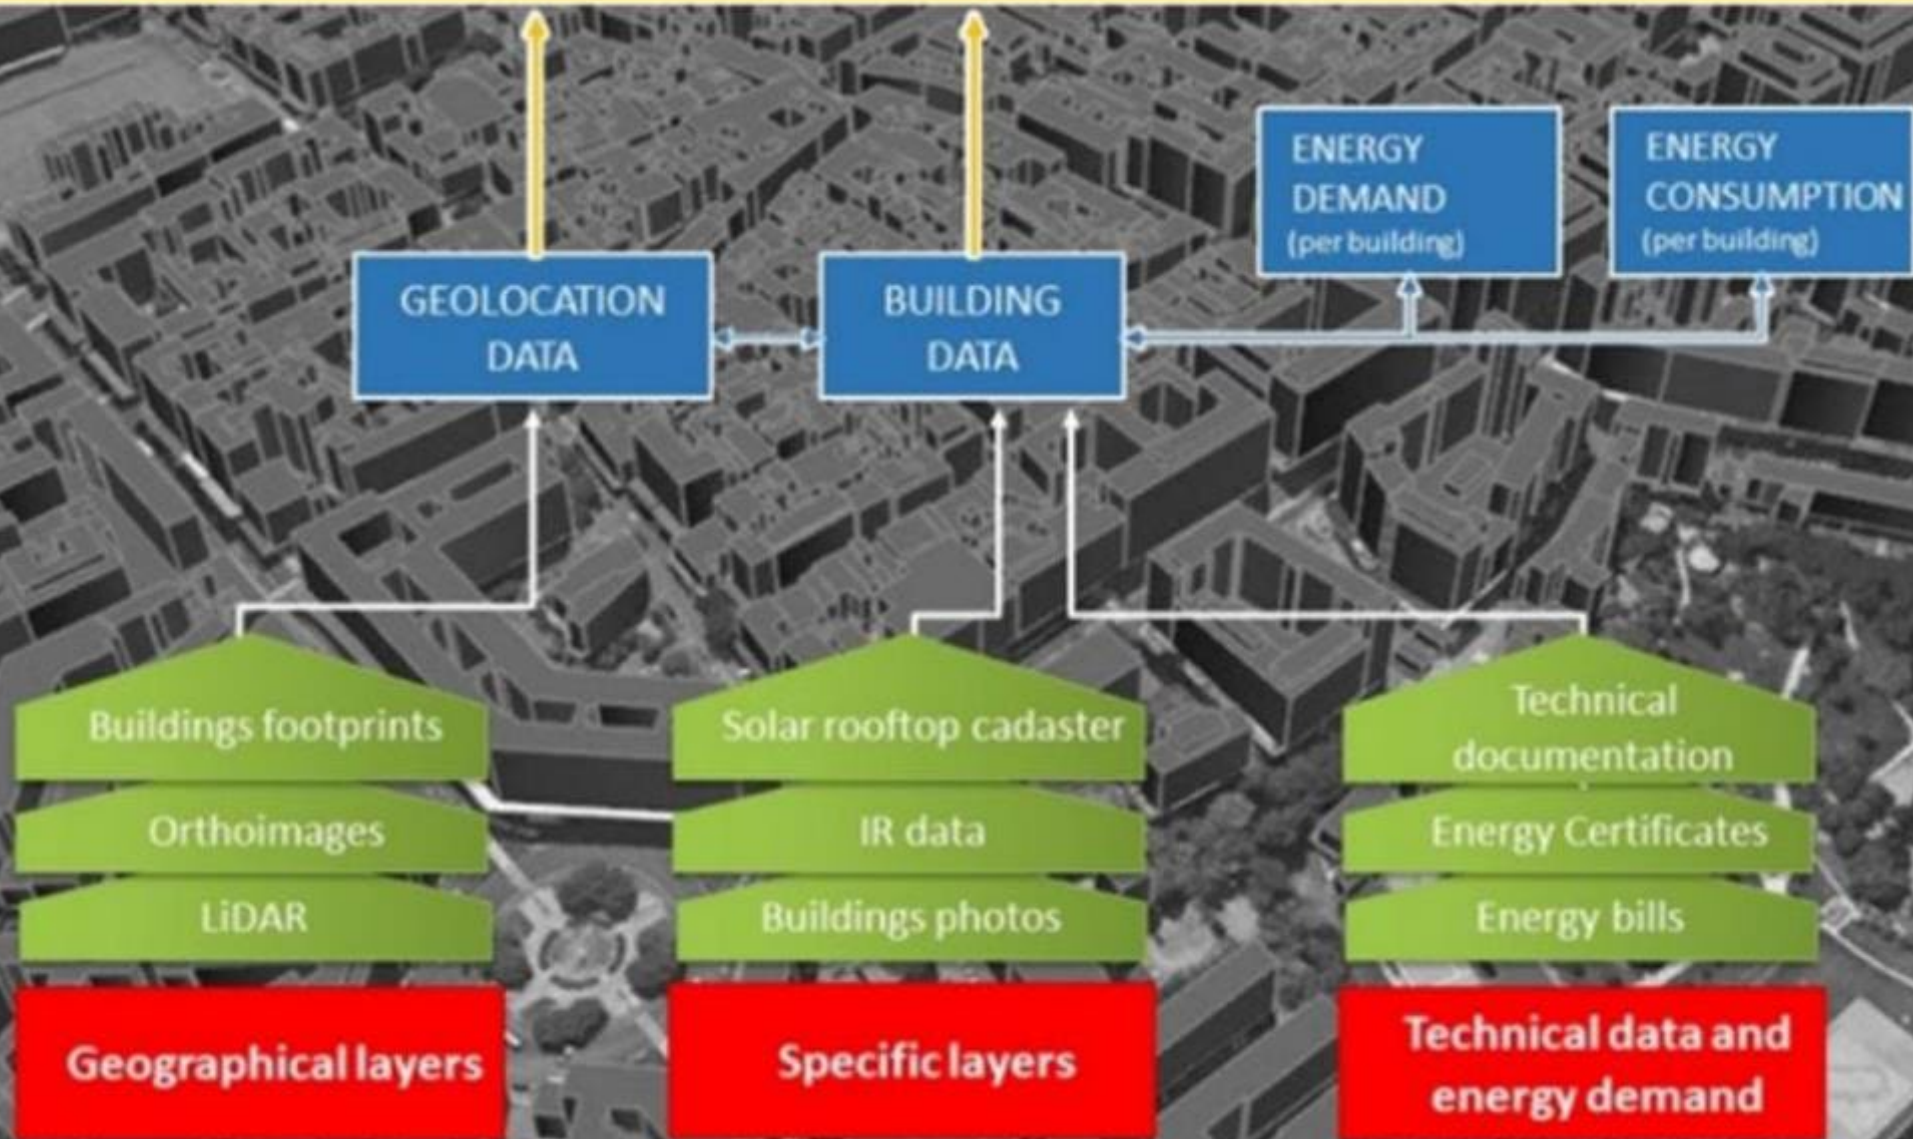 ENERGY
DEMAND
(per building)
ENERGY
CONSUMPTION
(per building)
GEOLOCATION
DATA
BUILDING
DATA
Buildings footprints
Orthoimages
LiDAR
Solar rooftop cadaster
IR data
Buildings photos
Technical
documentation
Energy Certificates
Energy bills
Geographical layers
Specific layers
Technical data and
energy demand